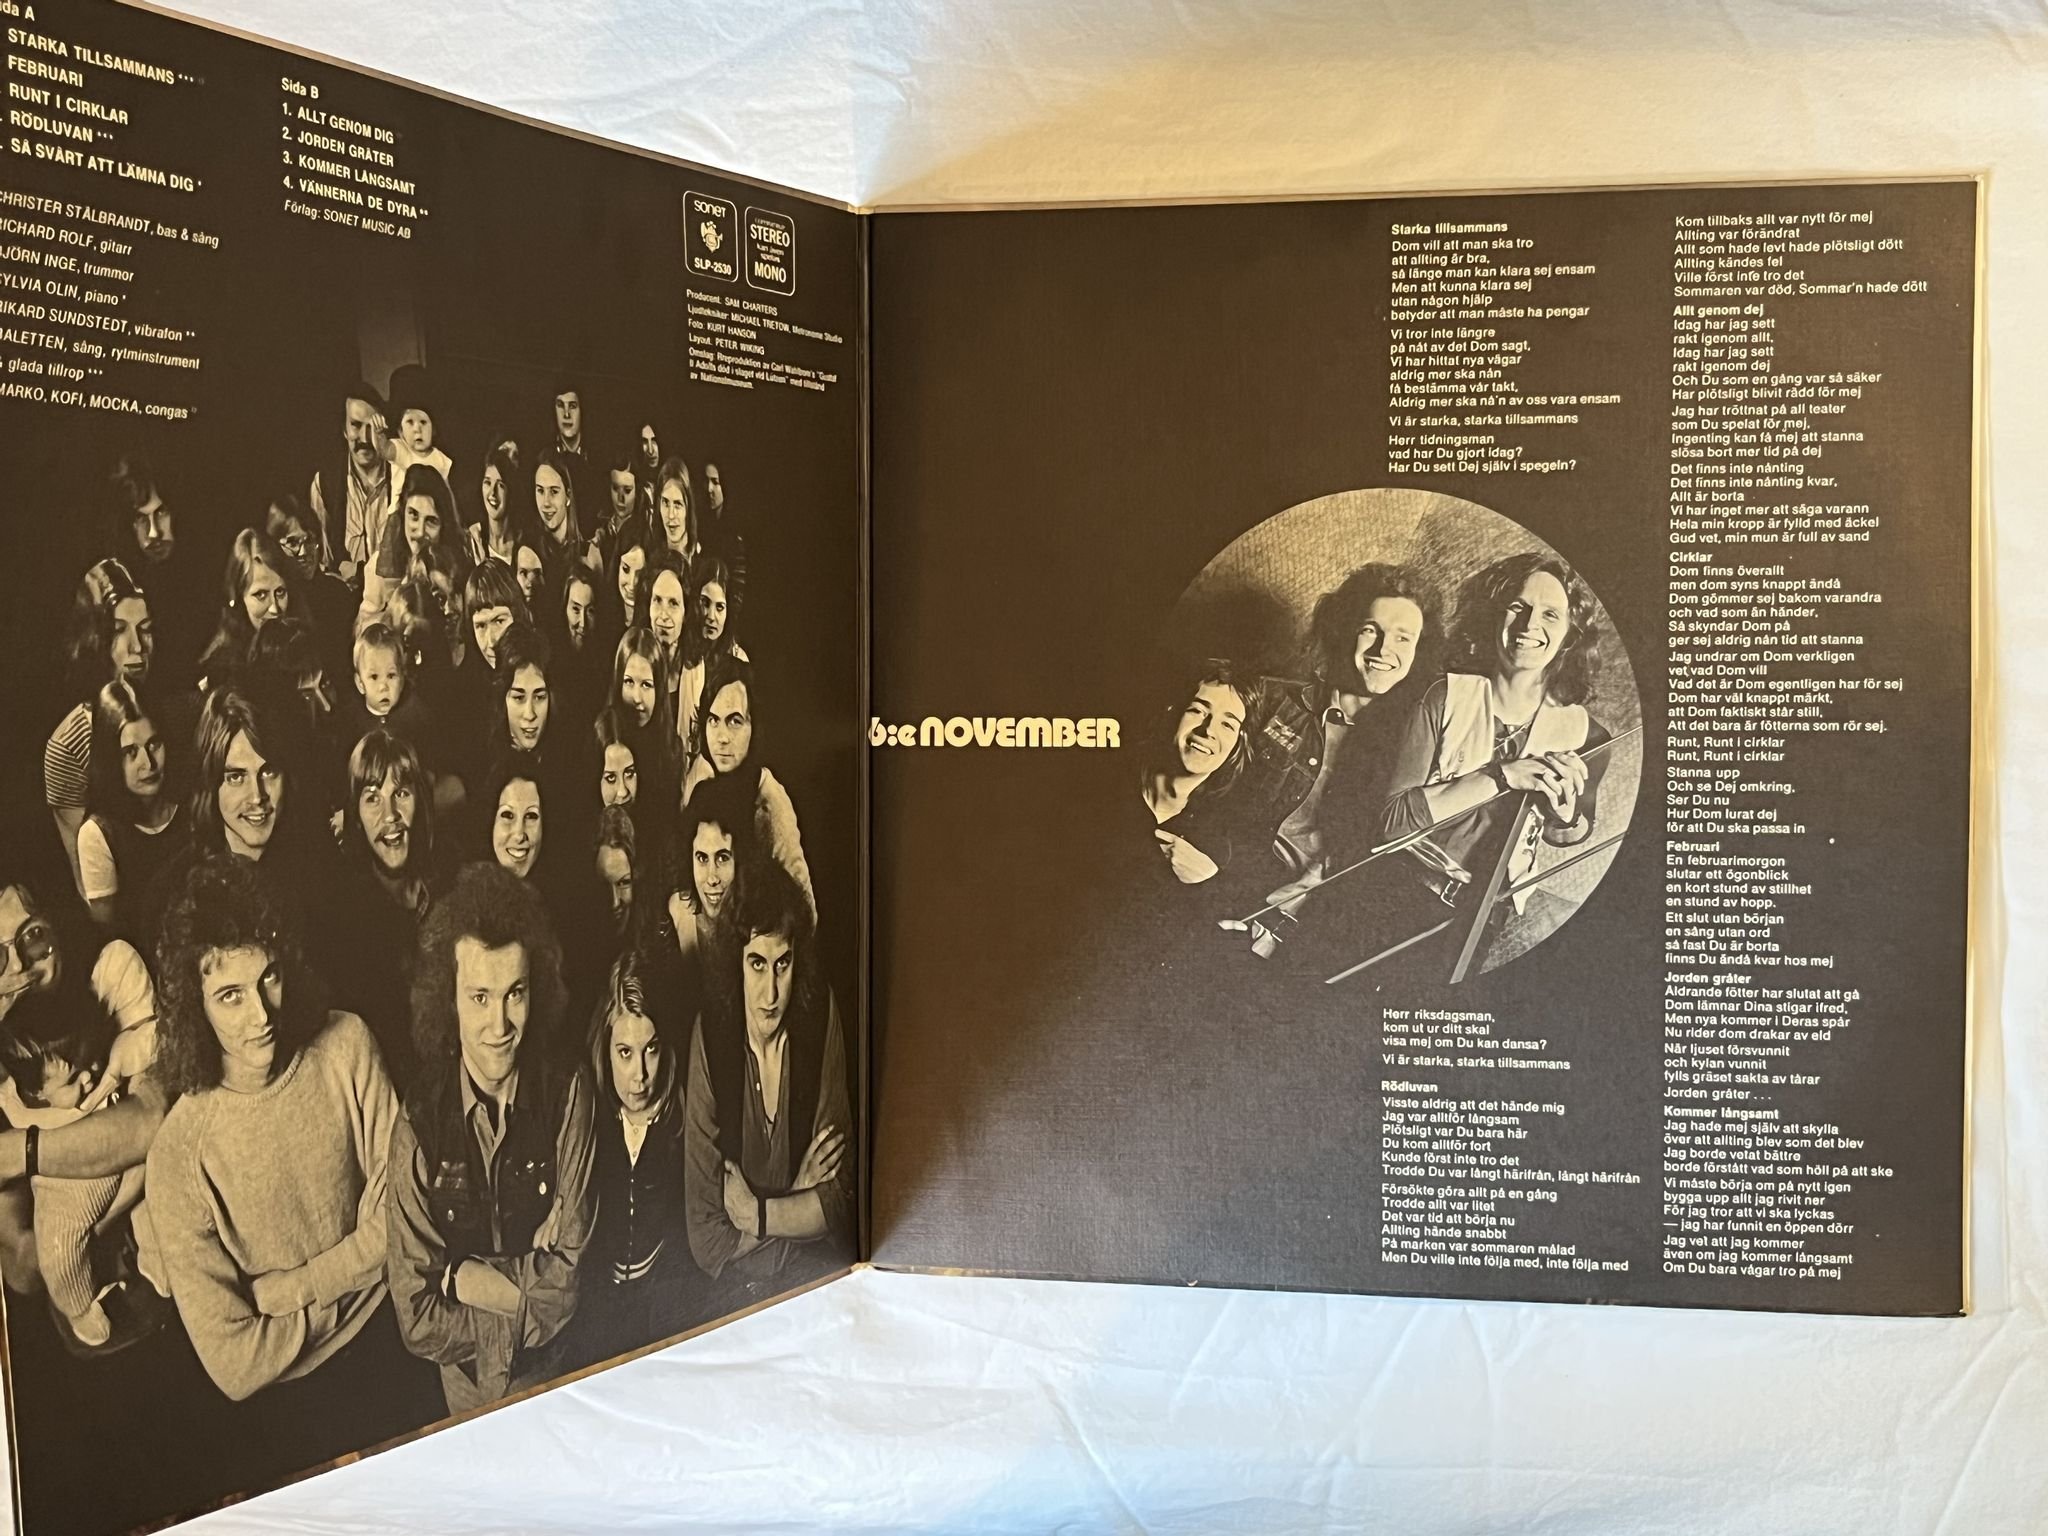 Sida A
STARKA TILLSAMMANS ***
FEBRUARI
RUNT I CIRKLAR
RÖDLUVAN ***
SÅ SVÅRT ATT LÄMNA DIG *
CHRISTER STÅLBRANDT, bas & sång
RICHARD ROLF, gitarr
BJÖRN INGE, trummor
SYLVIA OLIN, piano *
RIKARD SUNDSTEDT, vibrafon **
BALETTEN, sång, rytminstrument
& glada tillrop ***
MARKO, KOFI, MOCKA, congas
Sida B
1. ALLT GENOM DIG
2. JORDEN GRÅTER
3. KOMMER LÅNGSAMT
4. VÄNNERNA DE DYRA **
Förlag: SONET MUSIC AB
sonet
SLP-2530
STEREO
kan även
spelas
MONO
Producent: SAM CHARTERS
Ljudtekniker: MICHAEL TRETOW, Metronome Studio
Foto: KURT HANSON
Layout: PETER WIKING
Omslag: Rreproduktion av Carl Wahlbom's "Gustaf
II Adolfs död i slaget vid Lützen" med tillstånd
av Nationalmuseum.
6:e NOVEMBER
Starka tillsammans
Dom vill att man ska tro
att allting är bra,
så länge man kan klara sej ensam
Men att kunna klara sej
utan någon hjälp
betyder att man måste ha pengar
Vi tror inte längre
på nåt av det Dom sagt,
Vi har hittat nya vägar
aldrig mer ska nån
få bestämma vår takt,
Aldrig mer ska nå'n av oss vara ensam
Vi är starka, starka tillsammans
Herr tidningsman
vad har Du gjort idag?
Har Du sett Dej själv i spegeln?
Herr riksdagsman,
kom ut ur ditt skal
visa mej om Du kan dansa?
Vi är starka, starka tillsammans
Rödluvan
Visste aldrig att det hände mig
Jag var alltför långsam
Plötsligt var Du bara här
Du kom alltför fort
Kunde först inte tro det
Trodde Du var långt härifrån, långt härifrån
Försökte göra allt på en gång
Trodde allt var litet
Det var tid att börja nu
Allting hände snabbt
På marken var sommaren målad
Men Du ville inte följa med, inte följa med
Kom tillbaks allt var nytt för mej
Allting var förändrat
Allt som hade levt hade plötsligt dött
Allting kändes fel
Ville först inte tro det
Sommaren var död, Sommar'n hade dött
Allt genom dej
Idag har jag sett
rakt igenom allt,
Idag har jag sett
rakt igenom dej
Och Du som en gång var så säker
Har plötsligt blivit rädd för mej
Jag har tröttnat på all teater
som Du spelat för mej,
Ingenting kan få mej att stanna
slösa bort mer tid på dej
Det finns inte nånting
Det finns inte nånting kvar,
Allt är borta
Vi har inget mer att säga varann
Hela min kropp är fylld med äckel
Gud vet, min mun är full av sand
Cirklar
Dom finns överallt
men dom syns knappt ändå
Dom gömmer sej bakom varandra
och vad som än händer,
Så skyndar Dom på
ger sej aldrig nån tid att stanna
Jag undrar om Dom verkligen
vet vad Dom vill
Vad det är Dom egentligen har för sej
Dom har väl knappt märkt,
att Dom faktiskt står still,
Att det bara är fötterna som rör sej.
Runt, Runt i cirklar
Runt, Runt i cirklar
Stanna upp
Och se Dej omkring,
Ser Du nu
Hur Dom lurat dej
för att Du ska passa in
Februari
En februarimorgon
slutar ett ögonblick
en kort stund av stillhet
en stund av hopp.
Ett slut utan början
en sång utan ord
så fast Du är borta
finns Du ändå kvar hos mej
Jorden gråter
Åldrande fötter har slutat att gå
Dom lämnar Dina stigar ifred,
Men nya kommer i Deras spår
Nu rider dom drakar av eld
När ljuset försvunnit
och kylan vunnit
fylls gräset sakta av tårar
Jorden gråter . . .
Kommer långsamt
Jag hade mej själv att skylla
över att allting blev som det blev
Jag borde vetat bättre
borde förstått vad som höll på att ske
Vi måste börja om på nytt igen
bygga upp allt jag rivit ner
För jag tror att vi ska lyckas
— jag har funnit en öppen dörr
Jag vet att jag kommer
även om jag kommer långsamt
Om Du bara vågar tro på mej